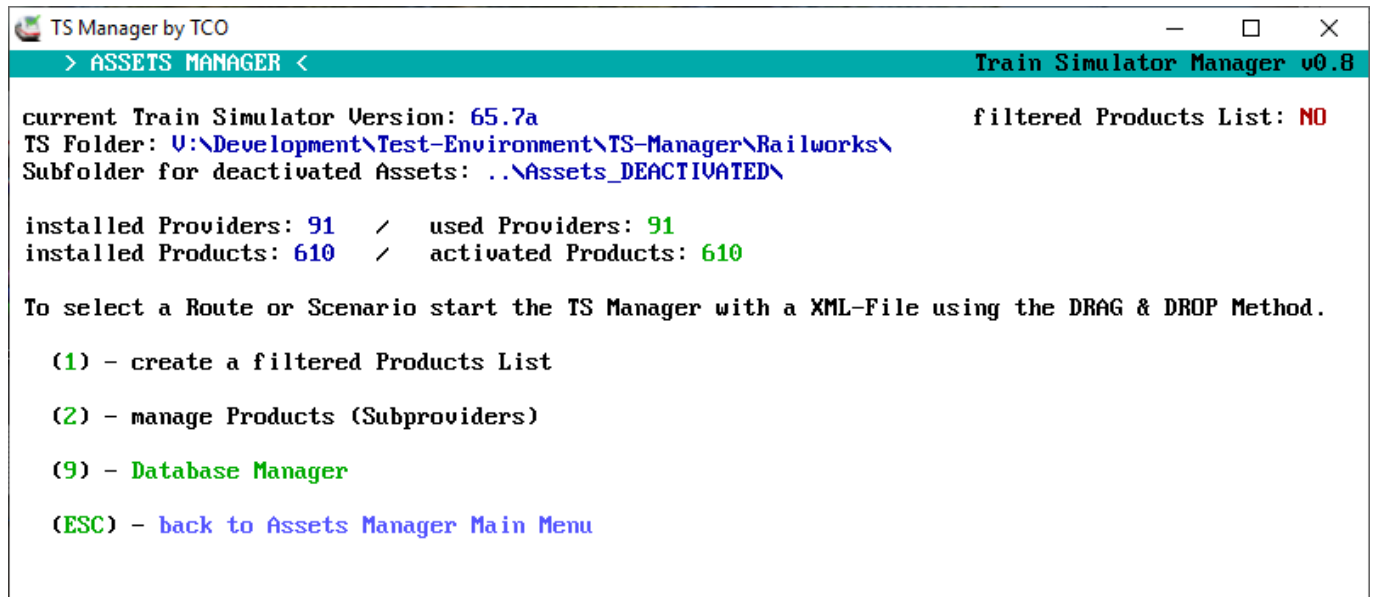 TS Manager by TCO
> ASSETS MANAGER < Train Simulator Manager v0.8
current Train Simulator Version: 65.7a filtered Products List: NO
TS Folder: V:\Development\Test-Environment\TS-Manager\Railworks\
Subfolder for deactivated Assets: ..\Assets_DEACTIVATED\
installed Providers: 91 / used Providers: 91
installed Products: 610 / activated Products: 610
To select a Route or Scenario start the TS Manager with a XML-File using the DRAG & DROP Method.
(1) - create a filtered Products List
(2) - manage Products (Subproviders)
(9) - Database Manager
(ESC) - back to Assets Manager Main Menu